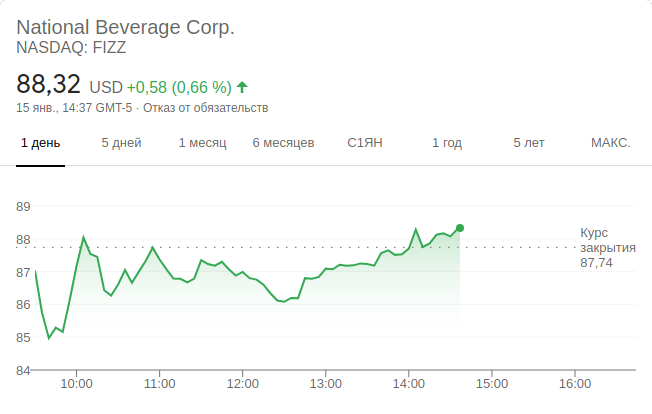 National Beverage Corp.
NASDAQ: FIZZ
88,32 USD +0,58 (0,66 %)
15 янв., 14:37 GMT-5 · Отказ от обязательств
1 день 5 дней 1 месяц 6 месяцев С1ЯН 1 год 5 лет МАКС.
89
88
87
86
85
84
Курс
закрытия
87,74
10:00 11:00 12:00 13:00 14:00 15:00 16:00